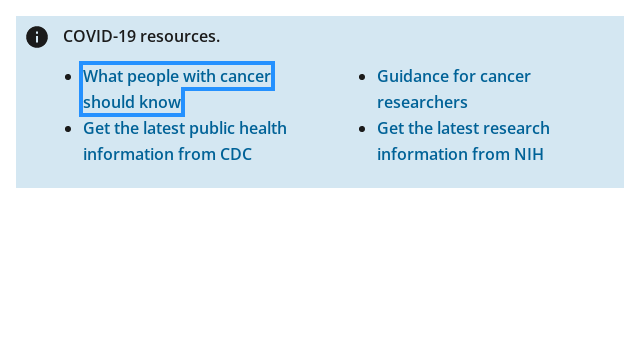 COVID-19 resources.
What people with cancer
should know
Get the latest public health
information from CDC
Guidance for cancer
researchers
Get the latest research
information from NIH